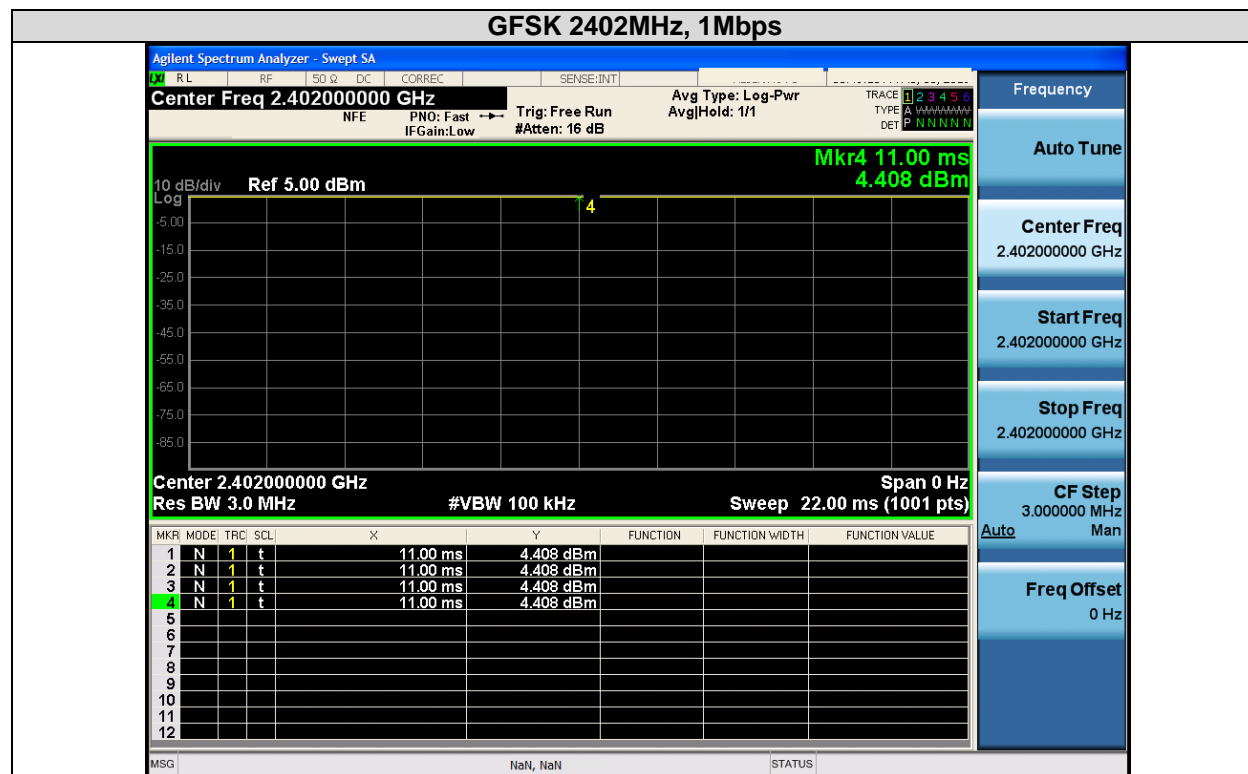 GFSK 2402MHz, 1Mbps
Agilent Spectrum Analyzer - Swept SA
LXI RL RF 50 Ω DC CORREC SENSE:INT
Center Freq 2.402000000 GHz
NFE PNO: Fast Trig: Free Run Avg Type: Log-Pwr TRACE 1 2 3 4 5 6
IFGain:Low #Atten: 16 dB Avg|Hold: 1/1 TYPE A WWWWW
DET P N N N N N
Mkr4 11.00 ms
10 dB/div Ref 5.00 dBm 4.408 dBm
Log
4
-5.00
-15.0
-25.0
-35.0
-45.0
-55.0
-65.0
-75.0
-85.0
Center 2.402000000 GHz Span 0 Hz
Res BW 3.0 MHz #VBW 100 kHz Sweep 22.00 ms (1001 pts)
MKR MODE TRC SCL X Y FUNCTION FUNCTION WIDTH FUNCTION VALUE
1 N 1 t 11.00 ms 4.408 dBm
2 N 1 t 11.00 ms 4.408 dBm
3 N 1 t 11.00 ms 4.408 dBm
4 N 1 t 11.00 ms 4.408 dBm
5
6
7
8
9
10
11
12
MSG NaN, NaN STATUS
Frequency
Auto Tune
Center Freq
2.402000000 GHz
Start Freq
2.402000000 GHz
Stop Freq
2.402000000 GHz
CF Step
3.000000 MHz
Auto Man
Freq Offset
0 Hz